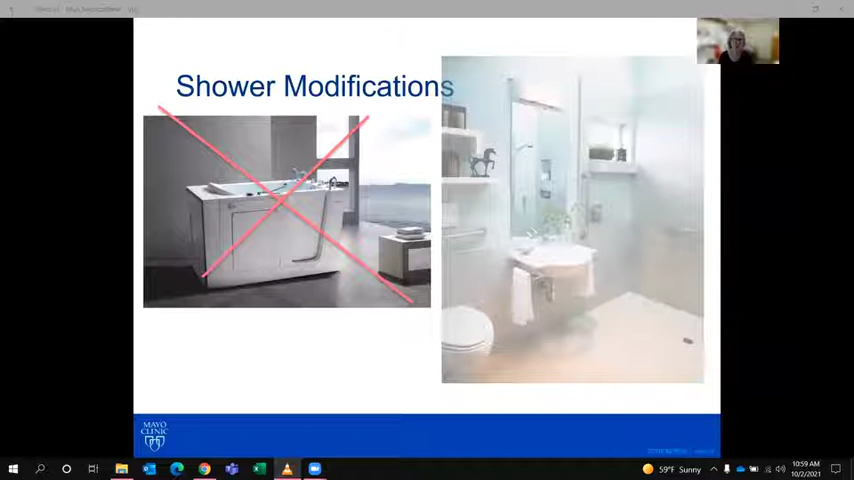 Shower Modifications
MAYO
CLINIC
59°F Sunny
10:59 AM
10/2/2021